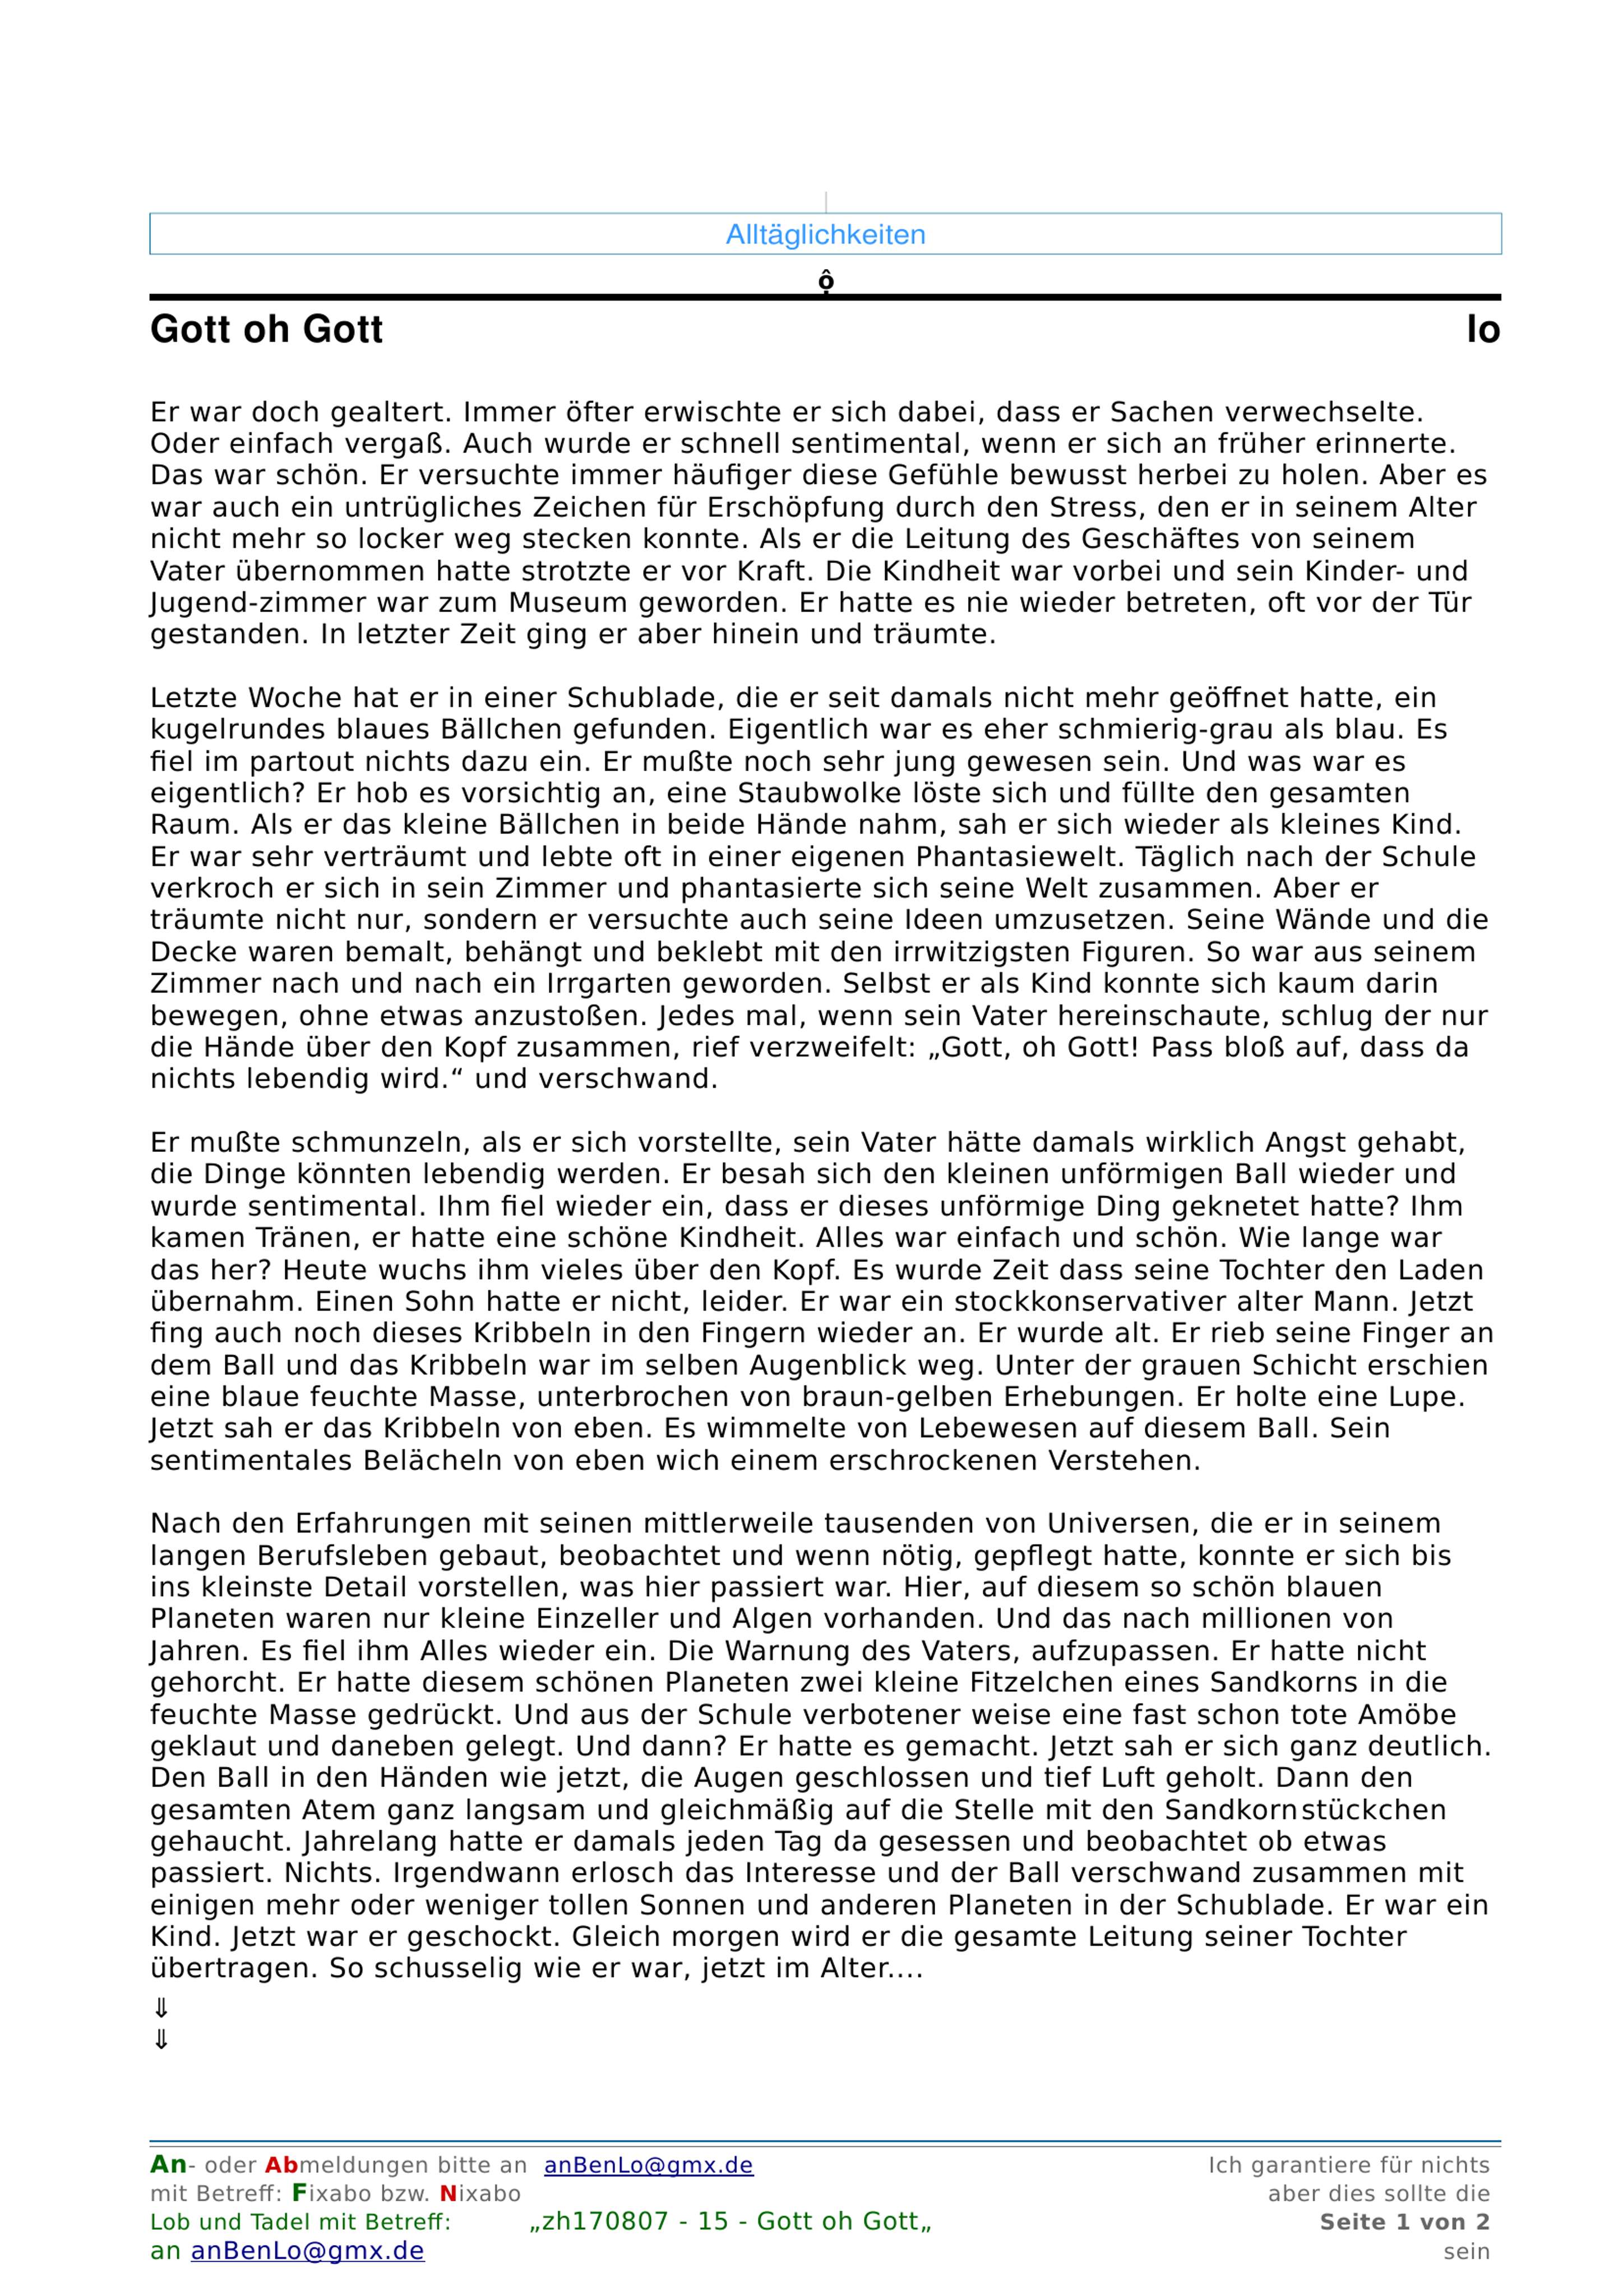 Alltäglichkeiten
ộ
Gott oh Gott lo
Er war doch gealtert. Immer öfter erwischte er sich dabei, dass er Sachen verwechselte.
Oder einfach vergaß. Auch wurde er schnell sentimental, wenn er sich an früher erinnerte.
Das war schön. Er versuchte immer häufiger diese Gefühle bewusst herbei zu holen. Aber es
war auch ein untrügliches Zeichen für Erschöpfung durch den Stress, den er in seinem Alter
nicht mehr so locker weg stecken konnte. Als er die Leitung des Geschäftes von seinem
Vater übernommen hatte strotzte er vor Kraft. Die Kindheit war vorbei und sein Kinder- und
Jugend-zimmer war zum Museum geworden. Er hatte es nie wieder betreten, oft vor der Tür
gestanden. In letzter Zeit ging er aber hinein und träumte.
Letzte Woche hat er in einer Schublade, die er seit damals nicht mehr geöffnet hatte, ein
kugelrundes blaues Bällchen gefunden. Eigentlich war es eher schmierig-grau als blau. Es
fiel im partout nichts dazu ein. Er mußte noch sehr jung gewesen sein. Und was war es
eigentlich? Er hob es vorsichtig an, eine Staubwolke löste sich und füllte den gesamten
Raum. Als er das kleine Bällchen in beide Hände nahm, sah er sich wieder als kleines Kind.
Er war sehr verträumt und lebte oft in einer eigenen Phantasiewelt. Täglich nach der Schule
verkroch er sich in sein Zimmer und phantasierte sich seine Welt zusammen. Aber er
träumte nicht nur, sondern er versuchte auch seine Ideen umzusetzen. Seine Wände und die
Decke waren bemalt, behängt und beklebt mit den irrwitzigsten Figuren. So war aus seinem
Zimmer nach und nach ein Irrgarten geworden. Selbst er als Kind konnte sich kaum darin
bewegen, ohne etwas anzustoßen. Jedes mal, wenn sein Vater hereinschaute, schlug der nur
die Hände über den Kopf zusammen, rief verzweifelt: „Gott, oh Gott! Pass bloß auf, dass da
nichts lebendig wird.“ und verschwand.
Er mußte schmunzeln, als er sich vorstellte, sein Vater hätte damals wirklich Angst gehabt,
die Dinge könnten lebendig werden. Er besah sich den kleinen unförmigen Ball wieder und
wurde sentimental. Ihm fiel wieder ein, dass er dieses unförmige Ding geknetet hatte? Ihm
kamen Tränen, er hatte eine schöne Kindheit. Alles war einfach und schön. Wie lange war
das her? Heute wuchs ihm vieles über den Kopf. Es wurde Zeit dass seine Tochter den Laden
übernahm. Einen Sohn hatte er nicht, leider. Er war ein stockkonservativer alter Mann. Jetzt
fing auch noch dieses Kribbeln in den Fingern wieder an. Er wurde alt. Er rieb seine Finger an
dem Ball und das Kribbeln war im selben Augenblick weg. Unter der grauen Schicht erschien
eine blaue feuchte Masse, unterbrochen von braun-gelben Erhebungen. Er holte eine Lupe.
Jetzt sah er das Kribbeln von eben. Es wimmelte von Lebewesen auf diesem Ball. Sein
sentimentales Belächeln von eben wich einem erschrockenen Verstehen.
Nach den Erfahrungen mit seinen mittlerweile tausenden von Universen, die er in seinem
langen Berufsleben gebaut, beobachtet und wenn nötig, gepflegt hatte, konnte er sich bis
ins kleinste Detail vorstellen, was hier passiert war. Hier, auf diesem so schön blauen
Planeten waren nur kleine Einzeller und Algen vorhanden. Und das nach millionen von
Jahren. Es fiel ihm Alles wieder ein. Die Warnung des Vaters, aufzupassen. Er hatte nicht
gehorcht. Er hatte diesem schönen Planeten zwei kleine Fitzelchen eines Sandkorns in die
feuchte Masse gedrückt. Und aus der Schule verbotener weise eine fast schon tote Amöbe
geklaut und daneben gelegt. Und dann? Er hatte es gemacht. Jetzt sah er sich ganz deutlich.
Den Ball in den Händen wie jetzt, die Augen geschlossen und tief Luft geholt. Dann den
gesamten Atem ganz langsam und gleichmäßig auf die Stelle mit den Sandkornstückchen
gehaucht. Jahrelang hatte er damals jeden Tag da gesessen und beobachtet ob etwas
passiert. Nichts. Irgendwann erlosch das Interesse und der Ball verschwand zusammen mit
einigen mehr oder weniger tollen Sonnen und anderen Planeten in der Schublade. Er war ein
Kind. Jetzt war er geschockt. Gleich morgen wird er die gesamte Leitung seiner Tochter
übertragen. So schusselig wie er war, jetzt im Alter....
⇓
⇓
An- oder Abmeldungen bitte an anBenLo@gmx.de Ich garantiere für nichts
mit Betreff: Fixabo bzw. Nixabo aber dies sollte die
Lob und Tadel mit Betreff: „zh170807 - 15 - Gott oh Gott„ Seite 1 von 2
an anBenLo@gmx.de sein